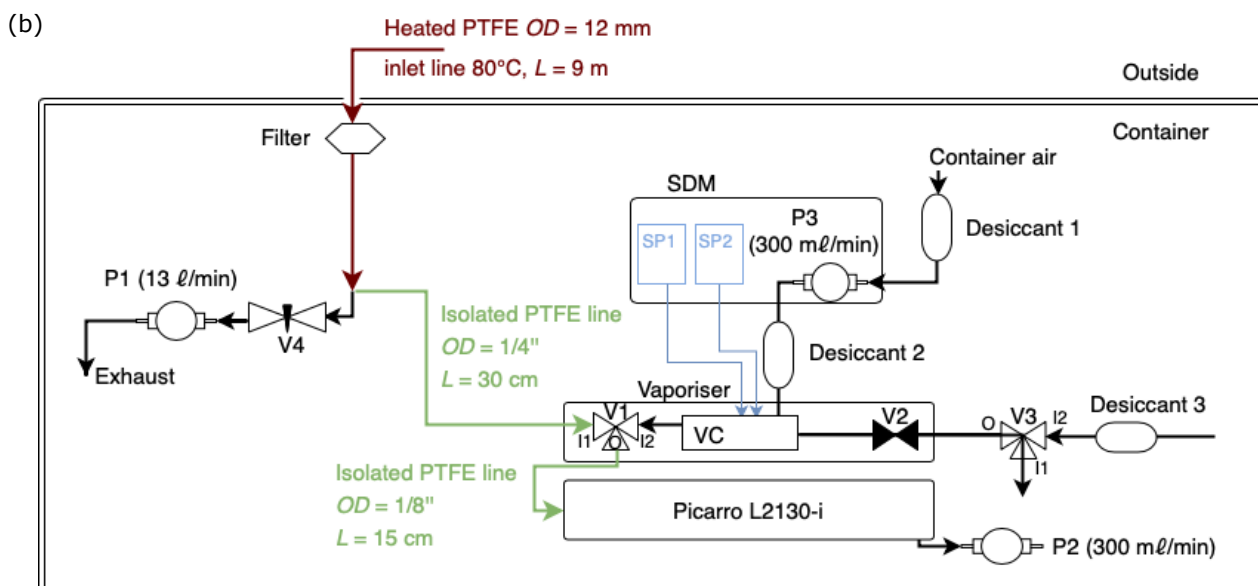 (b)
Heated PTFE OD = 12 mm
inlet line 80°C, L = 9 m
Outside
Container
Filter
Container air
SDM
SP1
SP2
P3
(300 mℓ/min)
Desiccant 1
P1 (13 ℓ/min)
V4
Exhaust
Isolated PTFE line
OD = 1/4"
L = 30 cm
Desiccant 2
Vaporiser
V1
I1
O
I2
VC
V2
O
V3
I2
I1
Desiccant 3
Isolated PTFE line
OD = 1/8"
L = 15 cm
Picarro L2130-i
P2 (300 mℓ/min)